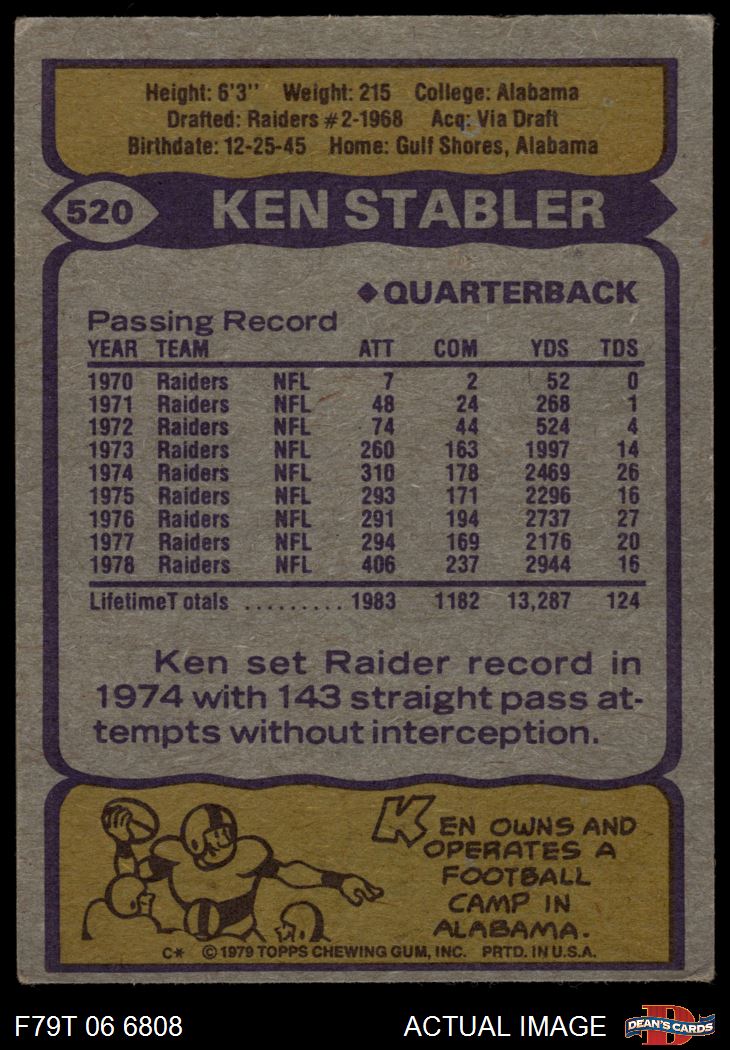 Height: 6'3" Weight: 215 College: Alabama
Drafted: Raiders #2-1968 Acq: Via Draft
Birthdate: 12-25-45 Home: Gulf Shores, Alabama
520 KEN STABLER
◆QUARTERBACK
Passing Record
YEAR TEAM ATT COM YDS TDS
1970 Raiders NFL 7 2 52 0
1971 Raiders NFL 48 24 268 1
1972 Raiders NFL 74 44 524 4
1973 Raiders NFL 260 163 1997 14
1974 Raiders NFL 310 178 2469 26
1975 Raiders NFL 293 171 2296 16
1976 Raiders NFL 291 194 2737 27
1977 Raiders NFL 294 169 2176 20
1978 Raiders NFL 406 237 2944 16
LifetimeT otals ......... 1983 1182 13,287 124
Ken set Raider record in
1974 with 143 straight pass at-
tempts without interception.
KEN OWNS AND
OPERATES A
FOOTBALL
CAMP IN
ALABAMA.
C* ©1979 TOPPS CHEWING GUM, INC. PRTD. IN U.S.A.
F79T 06 6808 ACTUAL IMAGE D DEAN'S CARDS